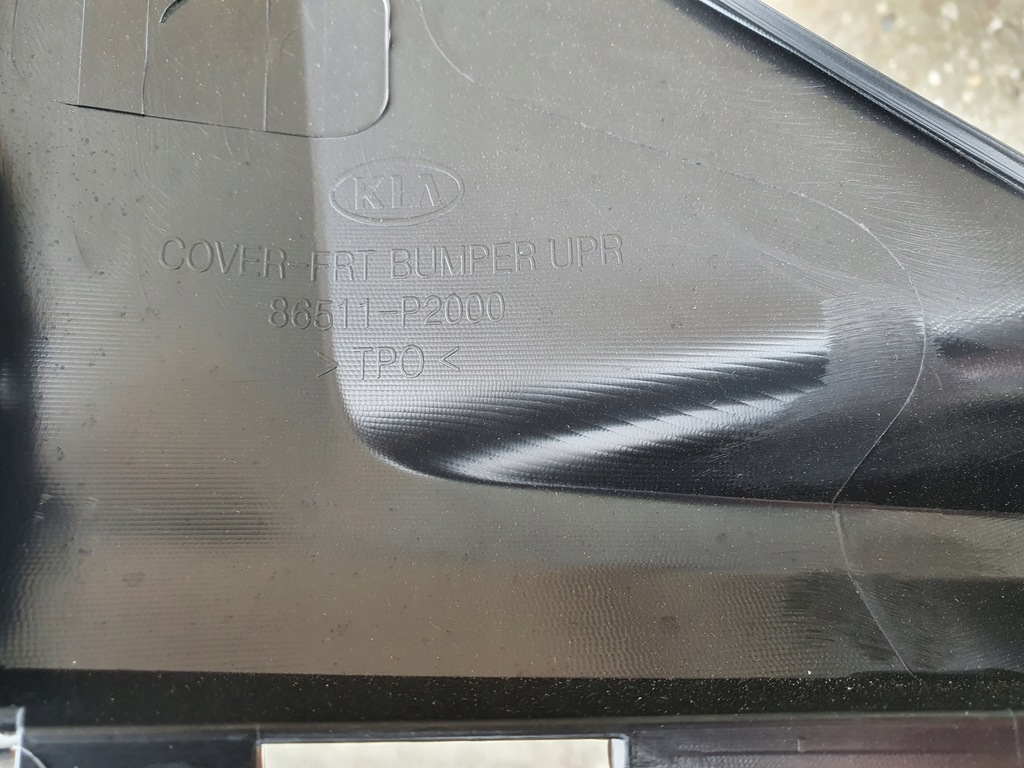 KIA
COVER-FRT BUMPER UPR
86511-P2000
> TPO <